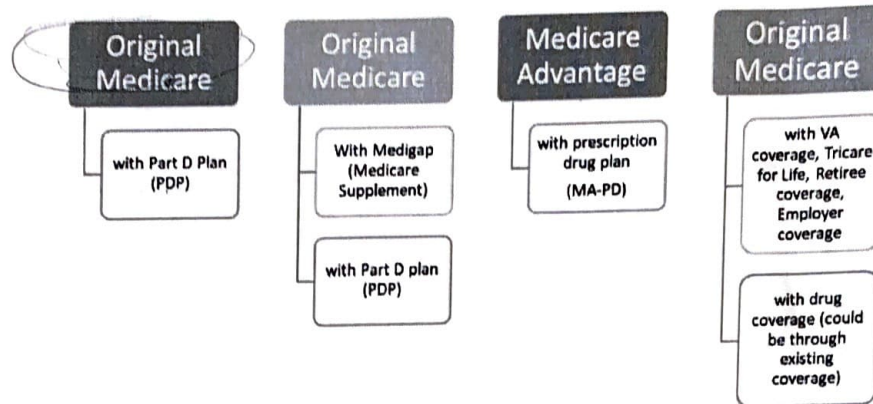 Original
Medicare
with Part D Plan
(PDP)
Original
Medicare
With Medigap
(Medicare
Supplement)
with Part D plan
(PDP)
Medicare
Advantage
with prescription
drug plan
(MA-PD)
Original
Medicare
with VA
coverage, Tricare
for Life, Retiree
coverage,
Employer
coverage
with drug
coverage (could
be through
existing
coverage)